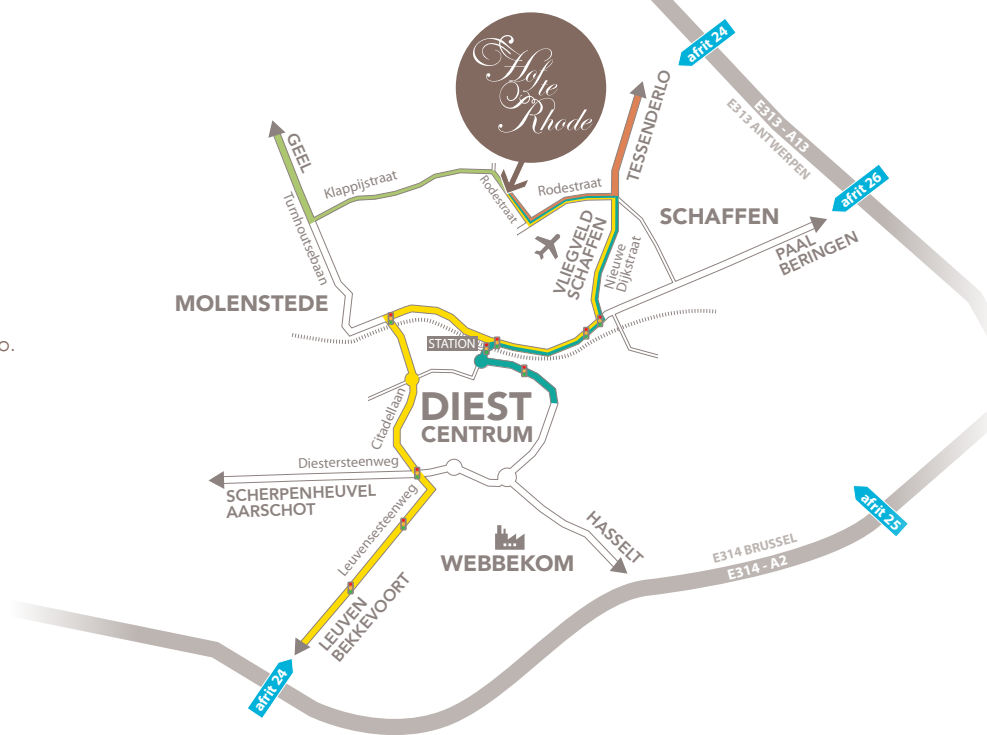 Hof
te
Rhode
afrit 24
E313 - A13
E313 ANTWERPEN
afrit 26
TESSENDERLO
GEEL
Klappijstraat
Rodestraat
Rodestraat
SCHAFFEN
Turnhoutsebaan
VLIEGVELD
SCHAFFEN
Nieuwe
Dijkstraat
PAAL
BERINGEN
MOLENSTEDE
o.
STATION
DIEST
CENTRUM
Citadellaan
Diestersteenweg
SCHERPENHEUVEL
AARSCHOT
Leuvensesteenweg
HASSELT
afrit 25
WEBBEKOM
E314 BRUSSEL
E314 - A2
LEUVEN
BEKKEVOORT
afrit 24